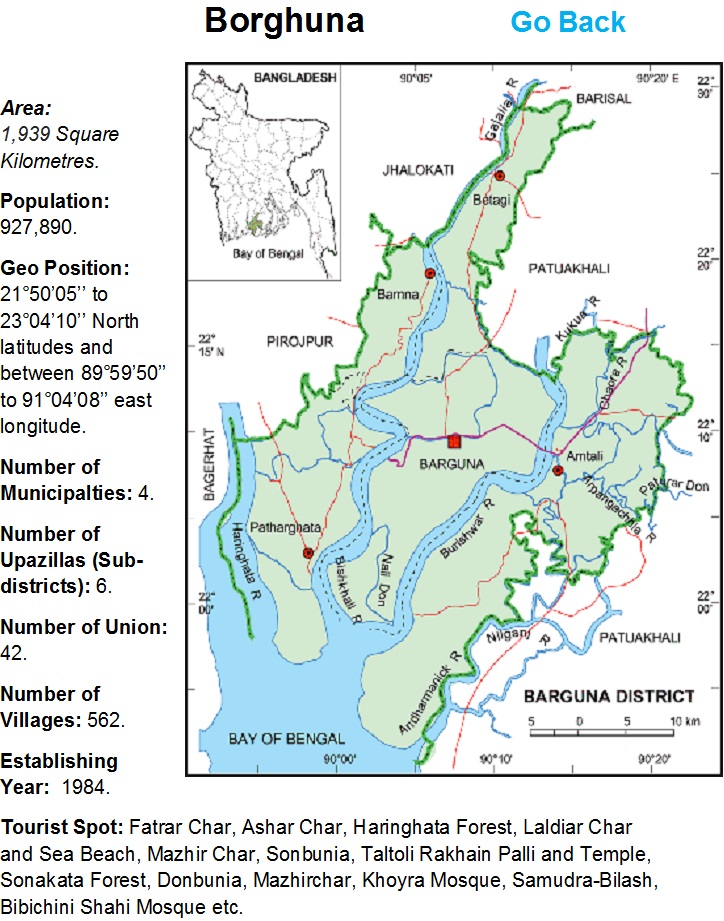 Borghuna
Go Back
Area:
1,939 Square
Kilometres.
Population:
927,890.
Geo Position:
21°50’05’’ to
23°04’10’’ North
latitudes and
between 89°59’50’’
to 91°04’08’’ east
longitude.
Number of
Municipalties: 4.
Number of
Upazillas (Sub-
districts): 6.
Number of Union:
42.
Number of
Villages: 562.
Establishing
Year: 1984.
BANGLADESH
Bay of Bengal
90°05'
90°20' E
22°
30'
Gajalia R
BARISAL
JHALOKATI
Betagi
22°
20'
PATUAKHALI
Bamna
Kukua R
22°
15' N
PIROJPUR
Chaora R
22°
10'
BAGERHAT
BARGUNA
Amtali
Patarar Don
Amangachhia R
Patharghata
Haringhata R
Bishkhali R
Nali Don
Burishwar R
22°
00'
22°
00'
Nilganj R
PATUAKHALI
Andharmanick R
BARGUNA DISTRICT
5 0 5 10 km
BAY OF BENGAL
90°00'
90°10'
90°20'
Tourist Spot: Fatrar Char, Ashar Char, Haringhata Forest, Laldiar Char
and Sea Beach, Mazhir Char, Sonbunia, Taltoli Rakhain Palli and Temple,
Sonakata Forest, Donbunia, Mazhirchar, Khoyra Mosque, Samudra-Bilash,
Bibichini Shahi Mosque etc.